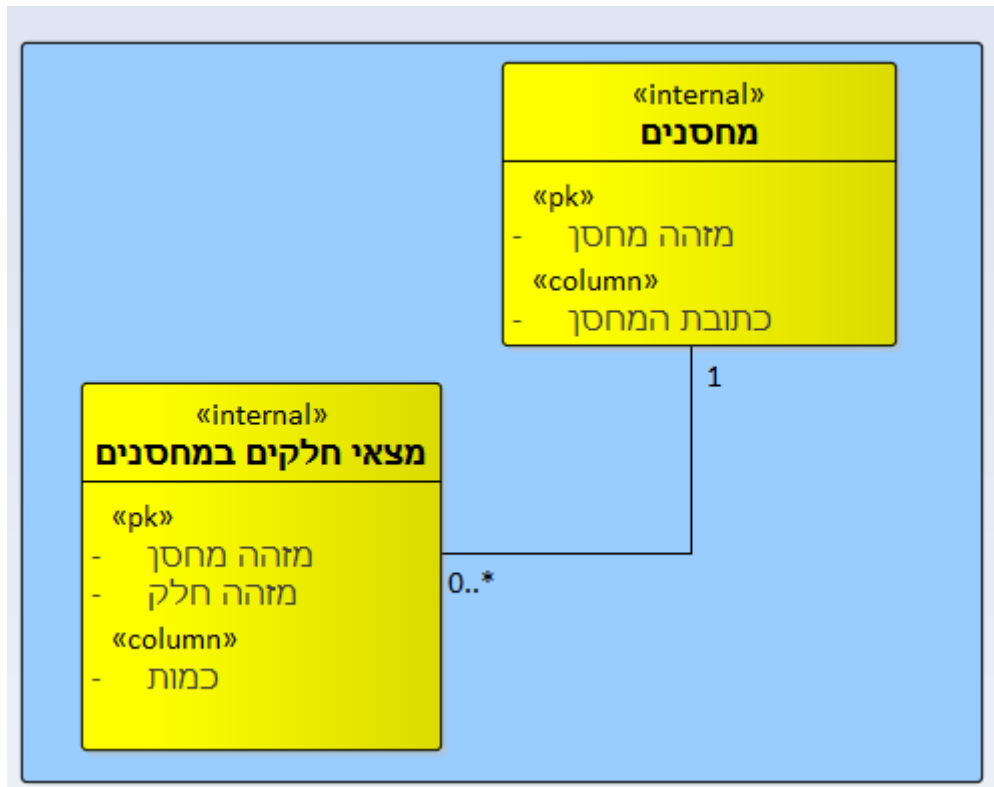 «internal»
מחסנים
«pk»
- מזהה מחסן
«column»
- כתובת המחסן
1
«internal»
מצאי חלקים במחסנים
«pk»
- מזהה מחסן
- מזהה חלק
«column»
- כמות
0..*